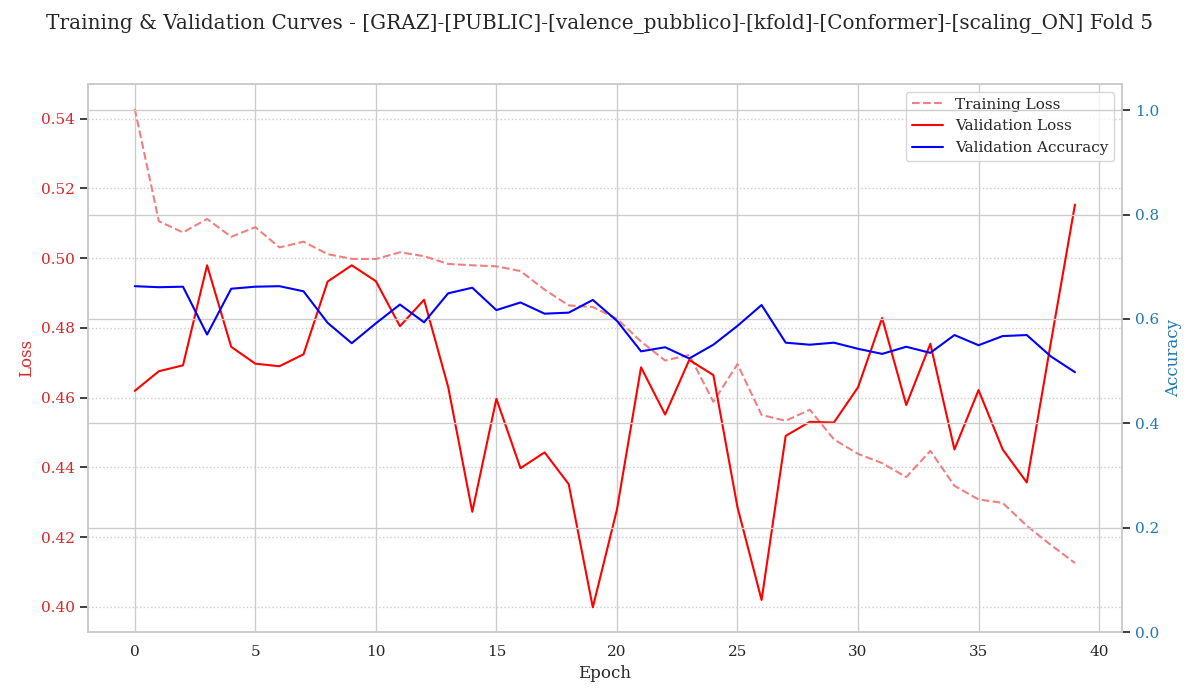 Training & Validation Curves - [GRAZ]-[PUBLIC]-[valence_pubblico]-[kfold]-[Conformer]-[scaling_ON] Fold 5
Training Loss
Validation Loss
Validation Accuracy
Loss
0.54
0.52
0.50
0.48
0.46
0.44
0.42
0.40
1.0
0.8
0.6
0.4
0.2
0.0
Accuracy
0 5 10 15 20 25 30 35 40
Epoch